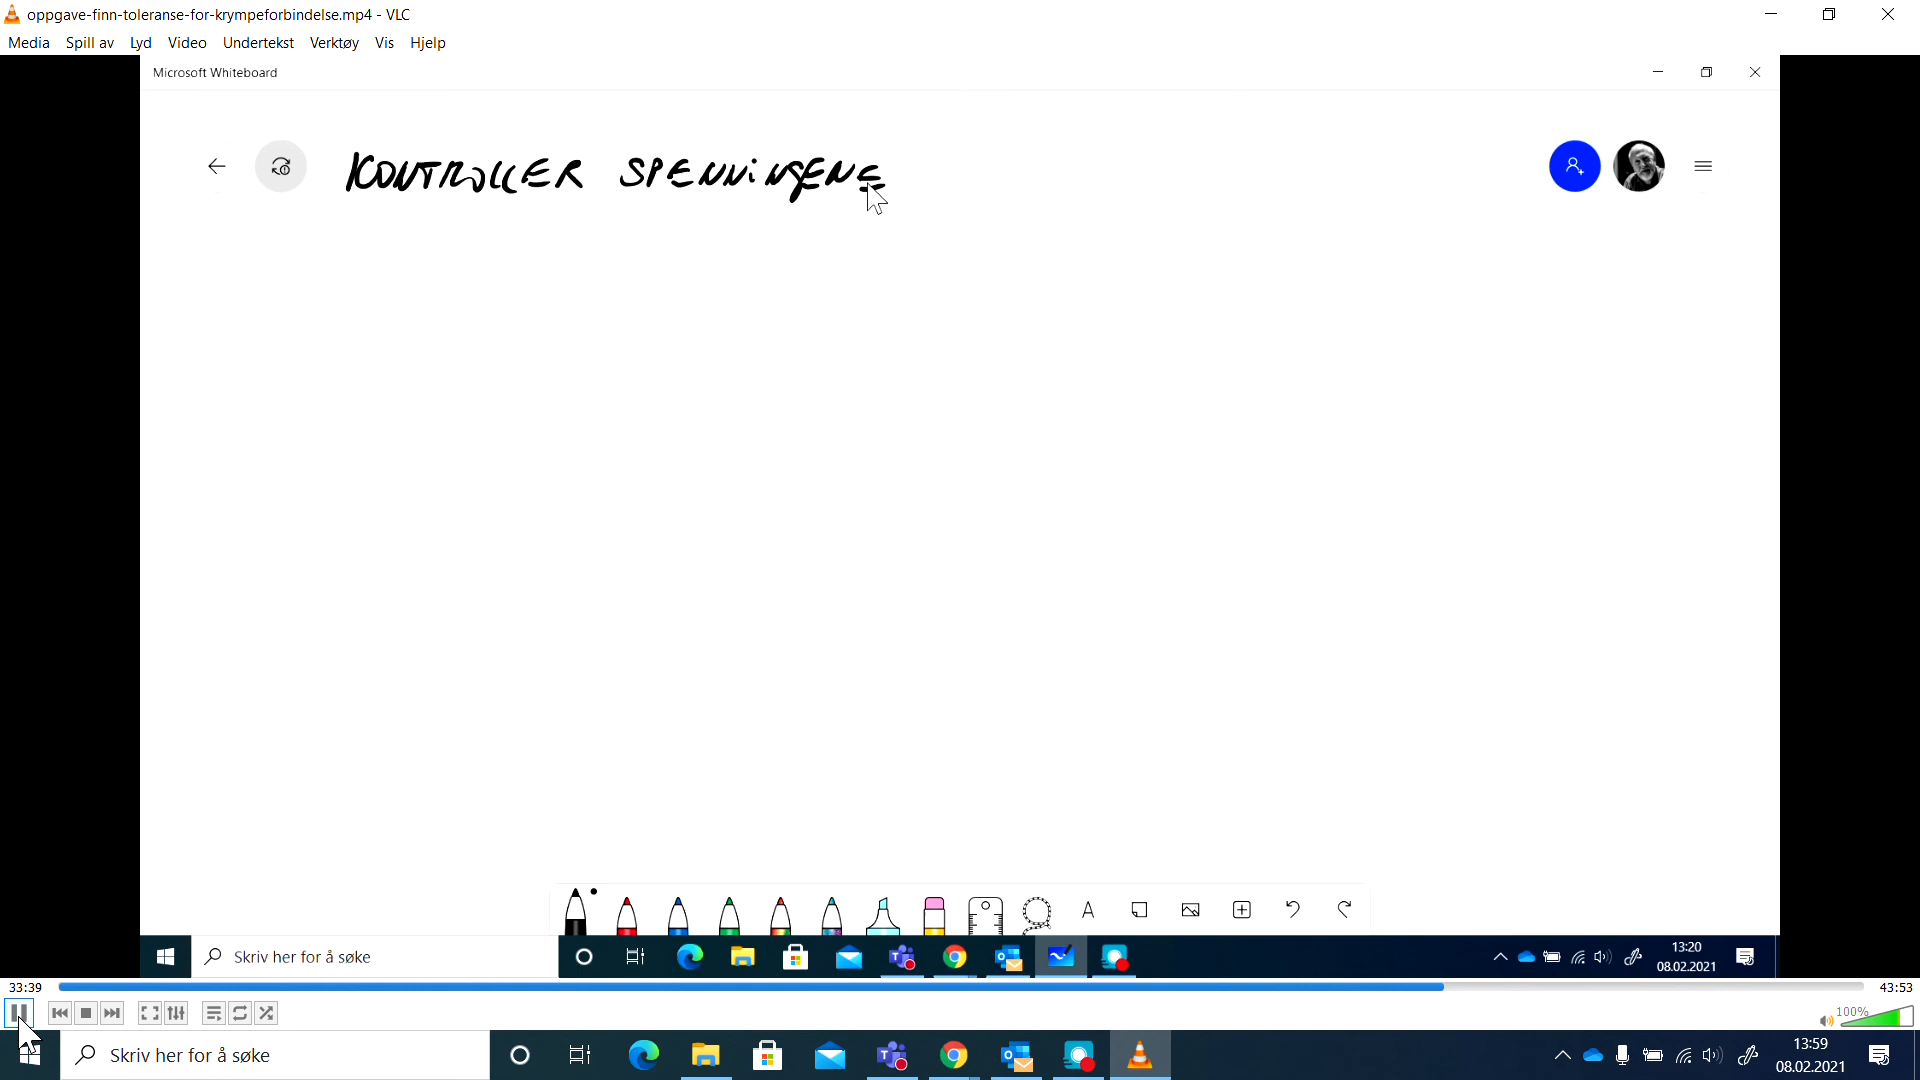 oppgave-finn-toleranse-for-krympeforbindelse.mp4 - VLC
Media Spill av Lyd Video Undertekst Verktøy Vis Hjelp
Microsoft Whiteboard
KONTROLLER SPENNINGENE
Skriv her for å søke
13:20
08.02.2021
33:39
43:53
100%
Skriv her for å søke
13:59
08.02.2021